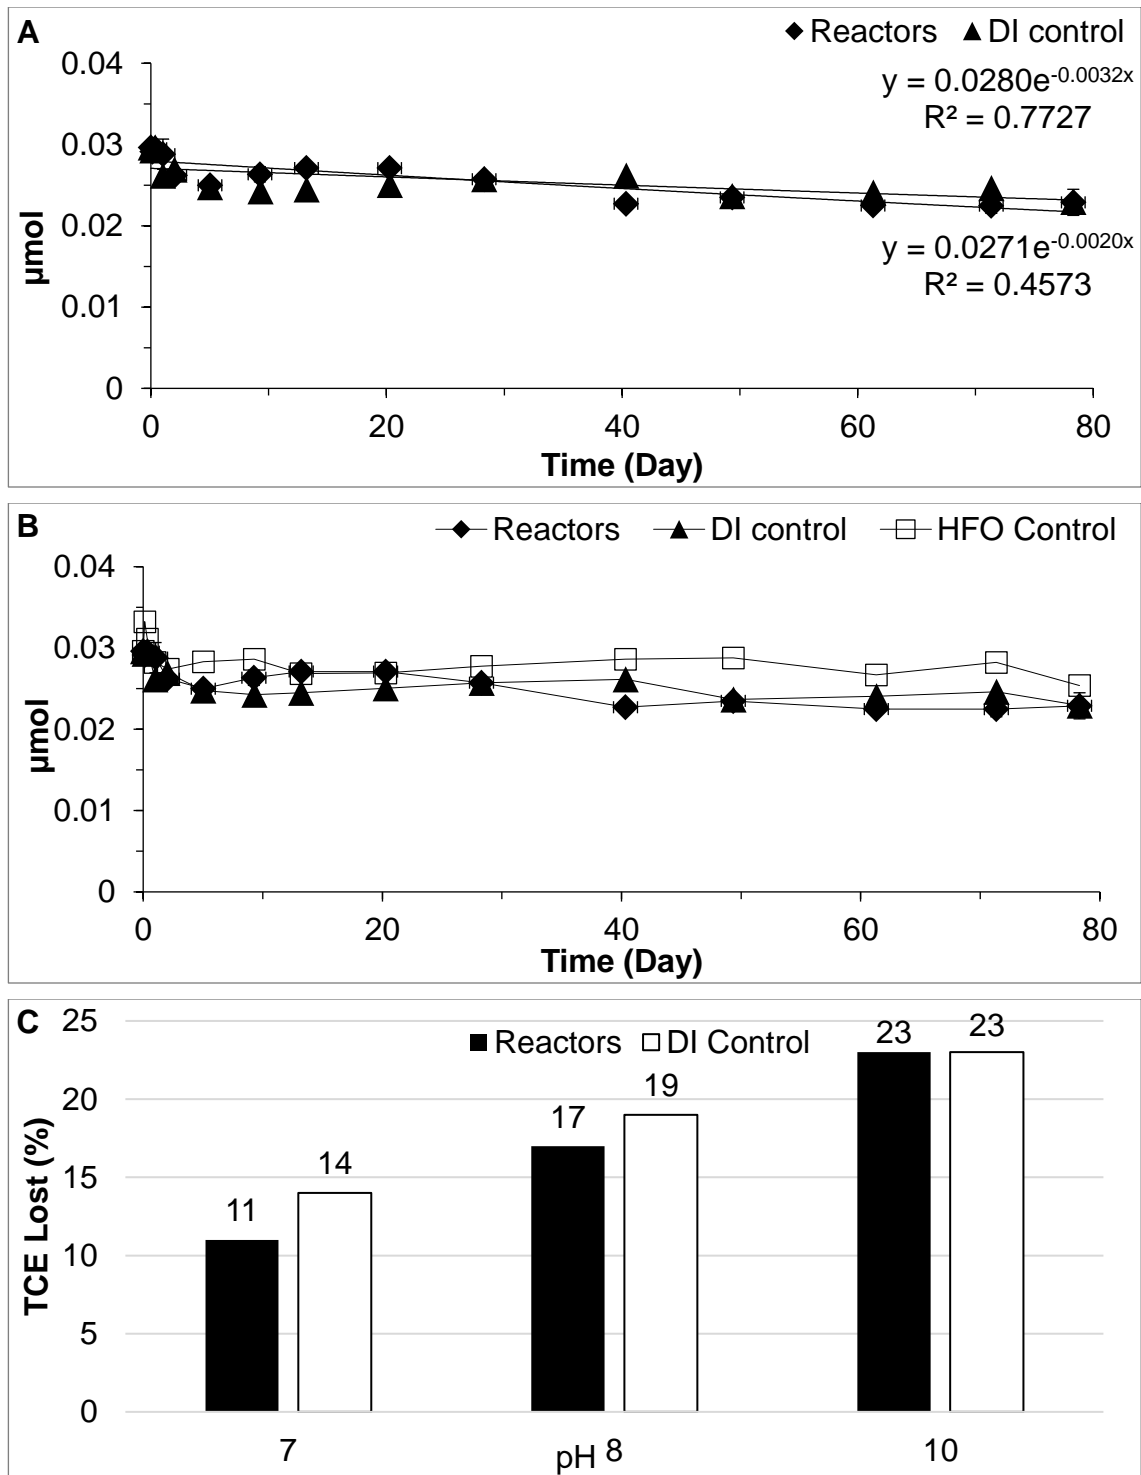 A
Reactors DI control
y = 0.0280e^-0.0032x
R² = 0.7727
0.04
0.03
0.02
0.01
0
µmol
y = 0.0271e^-0.0020x
R² = 0.4573
0 20 40 60 80
Time (Day)
B
Reactors DI control HFO Control
0.04
0.03
0.02
0.01
0
µmol
0 20 40 60 80
Time (Day)
C
Reactors DI Control
25
20
15
10
5
0
TCE Lost (%)
11 14 17 19 23 23
7 8 10
pH